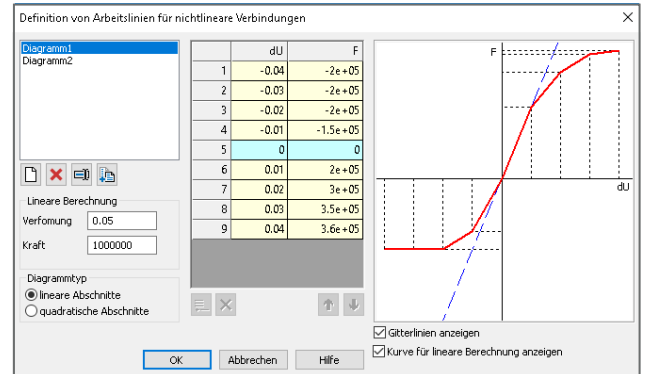 Definition von Arbeitslinien für nichtlineare Verbindungen
Diagramm1
Diagramm2
dU F
1 -0.04 -2e+05
2 -0.03 -2e+05
3 -0.02 -2e+05
4 -0.01 -1.5e+05
5 0 0
6 0.01 2e+05
7 0.02 3e+05
8 0.03 3.5e+05
9 0.04 3.6e+05
F
dU
Lineare Berechnung
Verfomung 0.05
Kraft 1000000
Diagrammtyp
lineare Abschnitte
quadratische Abschnitte
Gitterlinien anzeigen
Kurve für lineare Berechnung anzeigen
OK Abbrechen Hilfe